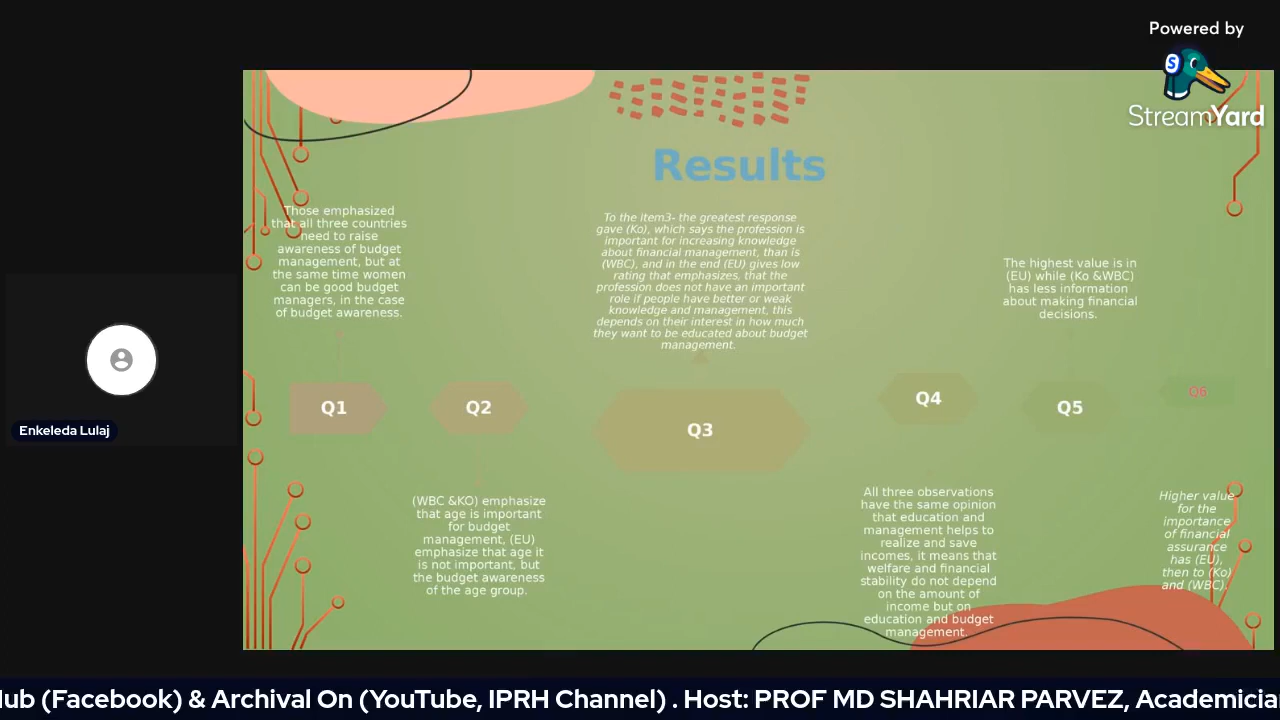 Powered by
StreamYard
Results
Those emphasized
that all three countries
need to raise
awareness of budget
management, but at
the same time women
can be good budget
managers, in the case
of budget awareness.
To the Item3- the greatest response
gave (Ko), which says the profession is
important for increasing knowledge
about financial management, than is
(WBC), and in the end (EU) gives low
rating that emphasizes, that the
profession does not have an important
role if people have better or weak
knowledge and management, this
depends on their interest in how much
they want to be educated about budget
management.
The highest value is in
(EU) while (Ko &WBC)
has less information
about making financial
decisions.
Q1
Q2
Q3
Q4
Q5
Q6
(WBC &KO) emphasize
that age is important
for budget
management, (EU)
emphasize that age it
is not important, but
the budget awareness
of the age group.
All three observations
have the same opinion
that education and
management helps to
realize and save
incomes, it means that
welfare and financial
stability do not depend
on the amount of
income but on
education and budget
management.
Higher value
for the
importance
of financial
assurance
has (EU),
then to (Ko)
and (WBC).
Enkeleda Lulaj
(Facebook) & Archival On (YouTube, IPRH Channel) . Host: PROF MD SHAHRIAR PARVEZ,